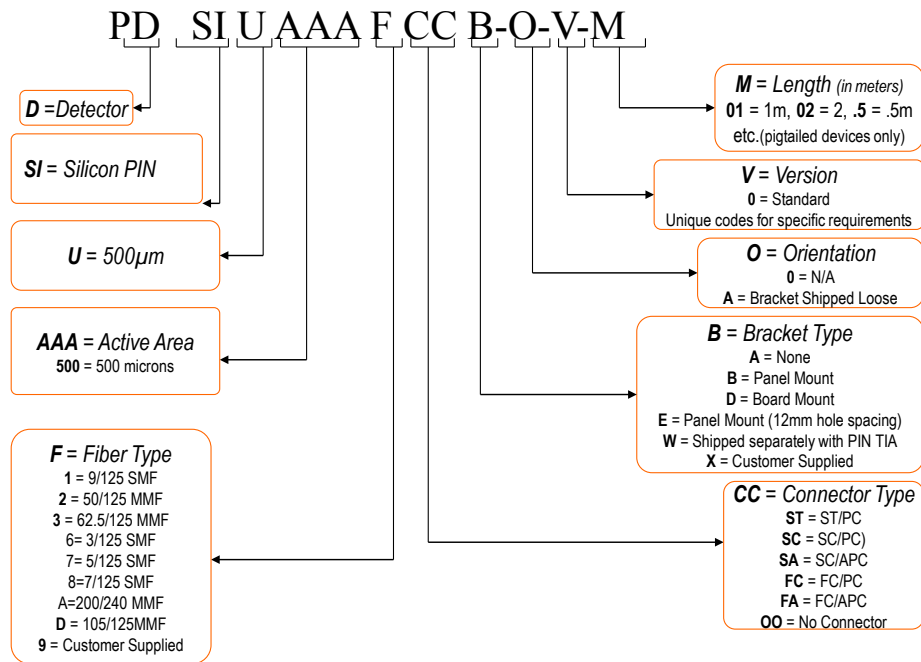 PD SI U AAA F CC B-O-V-M
D =Detector
SI = Silicon PIN
U = 500µm
AAA = Active Area
500 = 500 microns
F = Fiber Type
1 = 9/125 SMF
2 = 50/125 MMF
3 = 62.5/125 MMF
6= 3/125 SMF
7= 5/125 SMF
8=7/125 SMF
A=200/240 MMF
D = 105/125MMF
9 = Customer Supplied
M = Length (in meters)
01 = 1m, 02 = 2, .5 = .5m
etc.(pigtailed devices only)
V = Version
0 = Standard
Unique codes for specific requirements
O = Orientation
0 = N/A
A = Bracket Shipped Loose
B = Bracket Type
A = None
B = Panel Mount
D = Board Mount
E = Panel Mount (12mm hole spacing)
W = Shipped separately with PIN TIA
X = Customer Supplied
CC = Connector Type
ST = ST/PC
SC = SC/PC)
SA = SC/APC
FC = FC/PC
FA = FC/APC
OO = No Connector